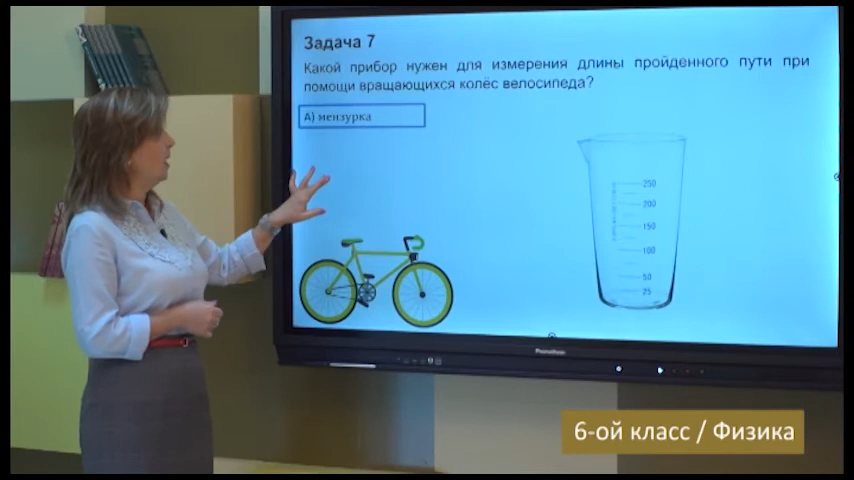 Задача 7
Какой прибор нужен для измерения длины пройденного пути при
помощи вращающихся колёс велосипеда?
А) мензурка
250
200
150
100
50
25
Promethean
6-ой класс / Физика